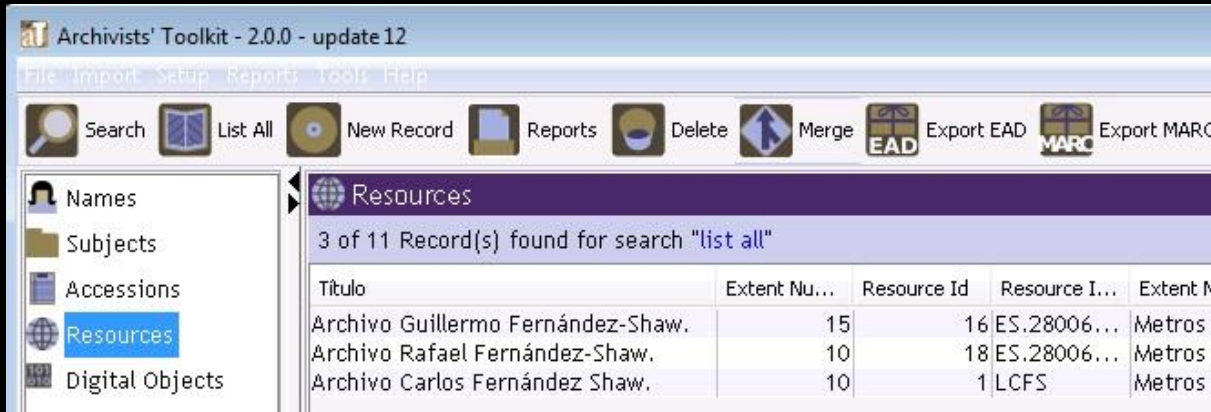 Archivists' Toolkit - 2.0.0 - update 12
File Import Setup Reports Tools Help
Search List All New Record Reports Delete Merge EAD Export EAD MARC Export MARC
Names
Subjects
Accessions
Resources
Digital Objects
Resources
3 of 11 Record(s) found for search "list all"
Título Extent Nu... Resource Id Resource I... Extent
Archivo Guillermo Fernández-Shaw. 15 16 ES.28006... Metros
Archivo Rafael Fernández-Shaw. 10 18 ES.28006... Metros
Archivo Carlos Fernández Shaw. 10 1 LCFS Metros